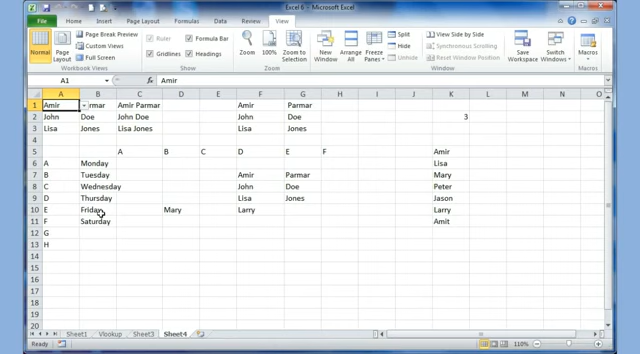 Excel 6 - Microsoft Excel
File Home Insert Page Layout Formulas Data Review View
Normal
Page Layout
Page Break Preview
Custom Views
Full Screen
Workbook Views
Ruler
Formula Bar
Gridlines
Headings
Show
Zoom
100%
Zoom to Selection
Zoom
New Window
Arrange All
Freeze Panes
Split
Hide
Unhide
View Side by Side
Synchronous Scrolling
Reset Window Position
Window
Save Workspace
Switch Windows
Macros
Macros
A1 Amir
A B C D E F G H I J K L M N O
1 Amir rmar Amir Parmar Amir Parmar
2 John Doe John Doe John Doe 3
3 Lisa Jones Lisa Jones Lisa Jones
4
5 A B C D E F Amir
6 A Monday Lisa
7 B Tuesday Amir Parmar Mary
8 C Wednesday John Doe Peter
9 D Thursday Lisa Jones Jason
10 E Friday Mary Larry Larry
11 F Saturday Amit
12 G
13 H
14
15
16
17
18
19
20
Sheet1 Vlookup Sheet3 Sheet4
Ready 110%